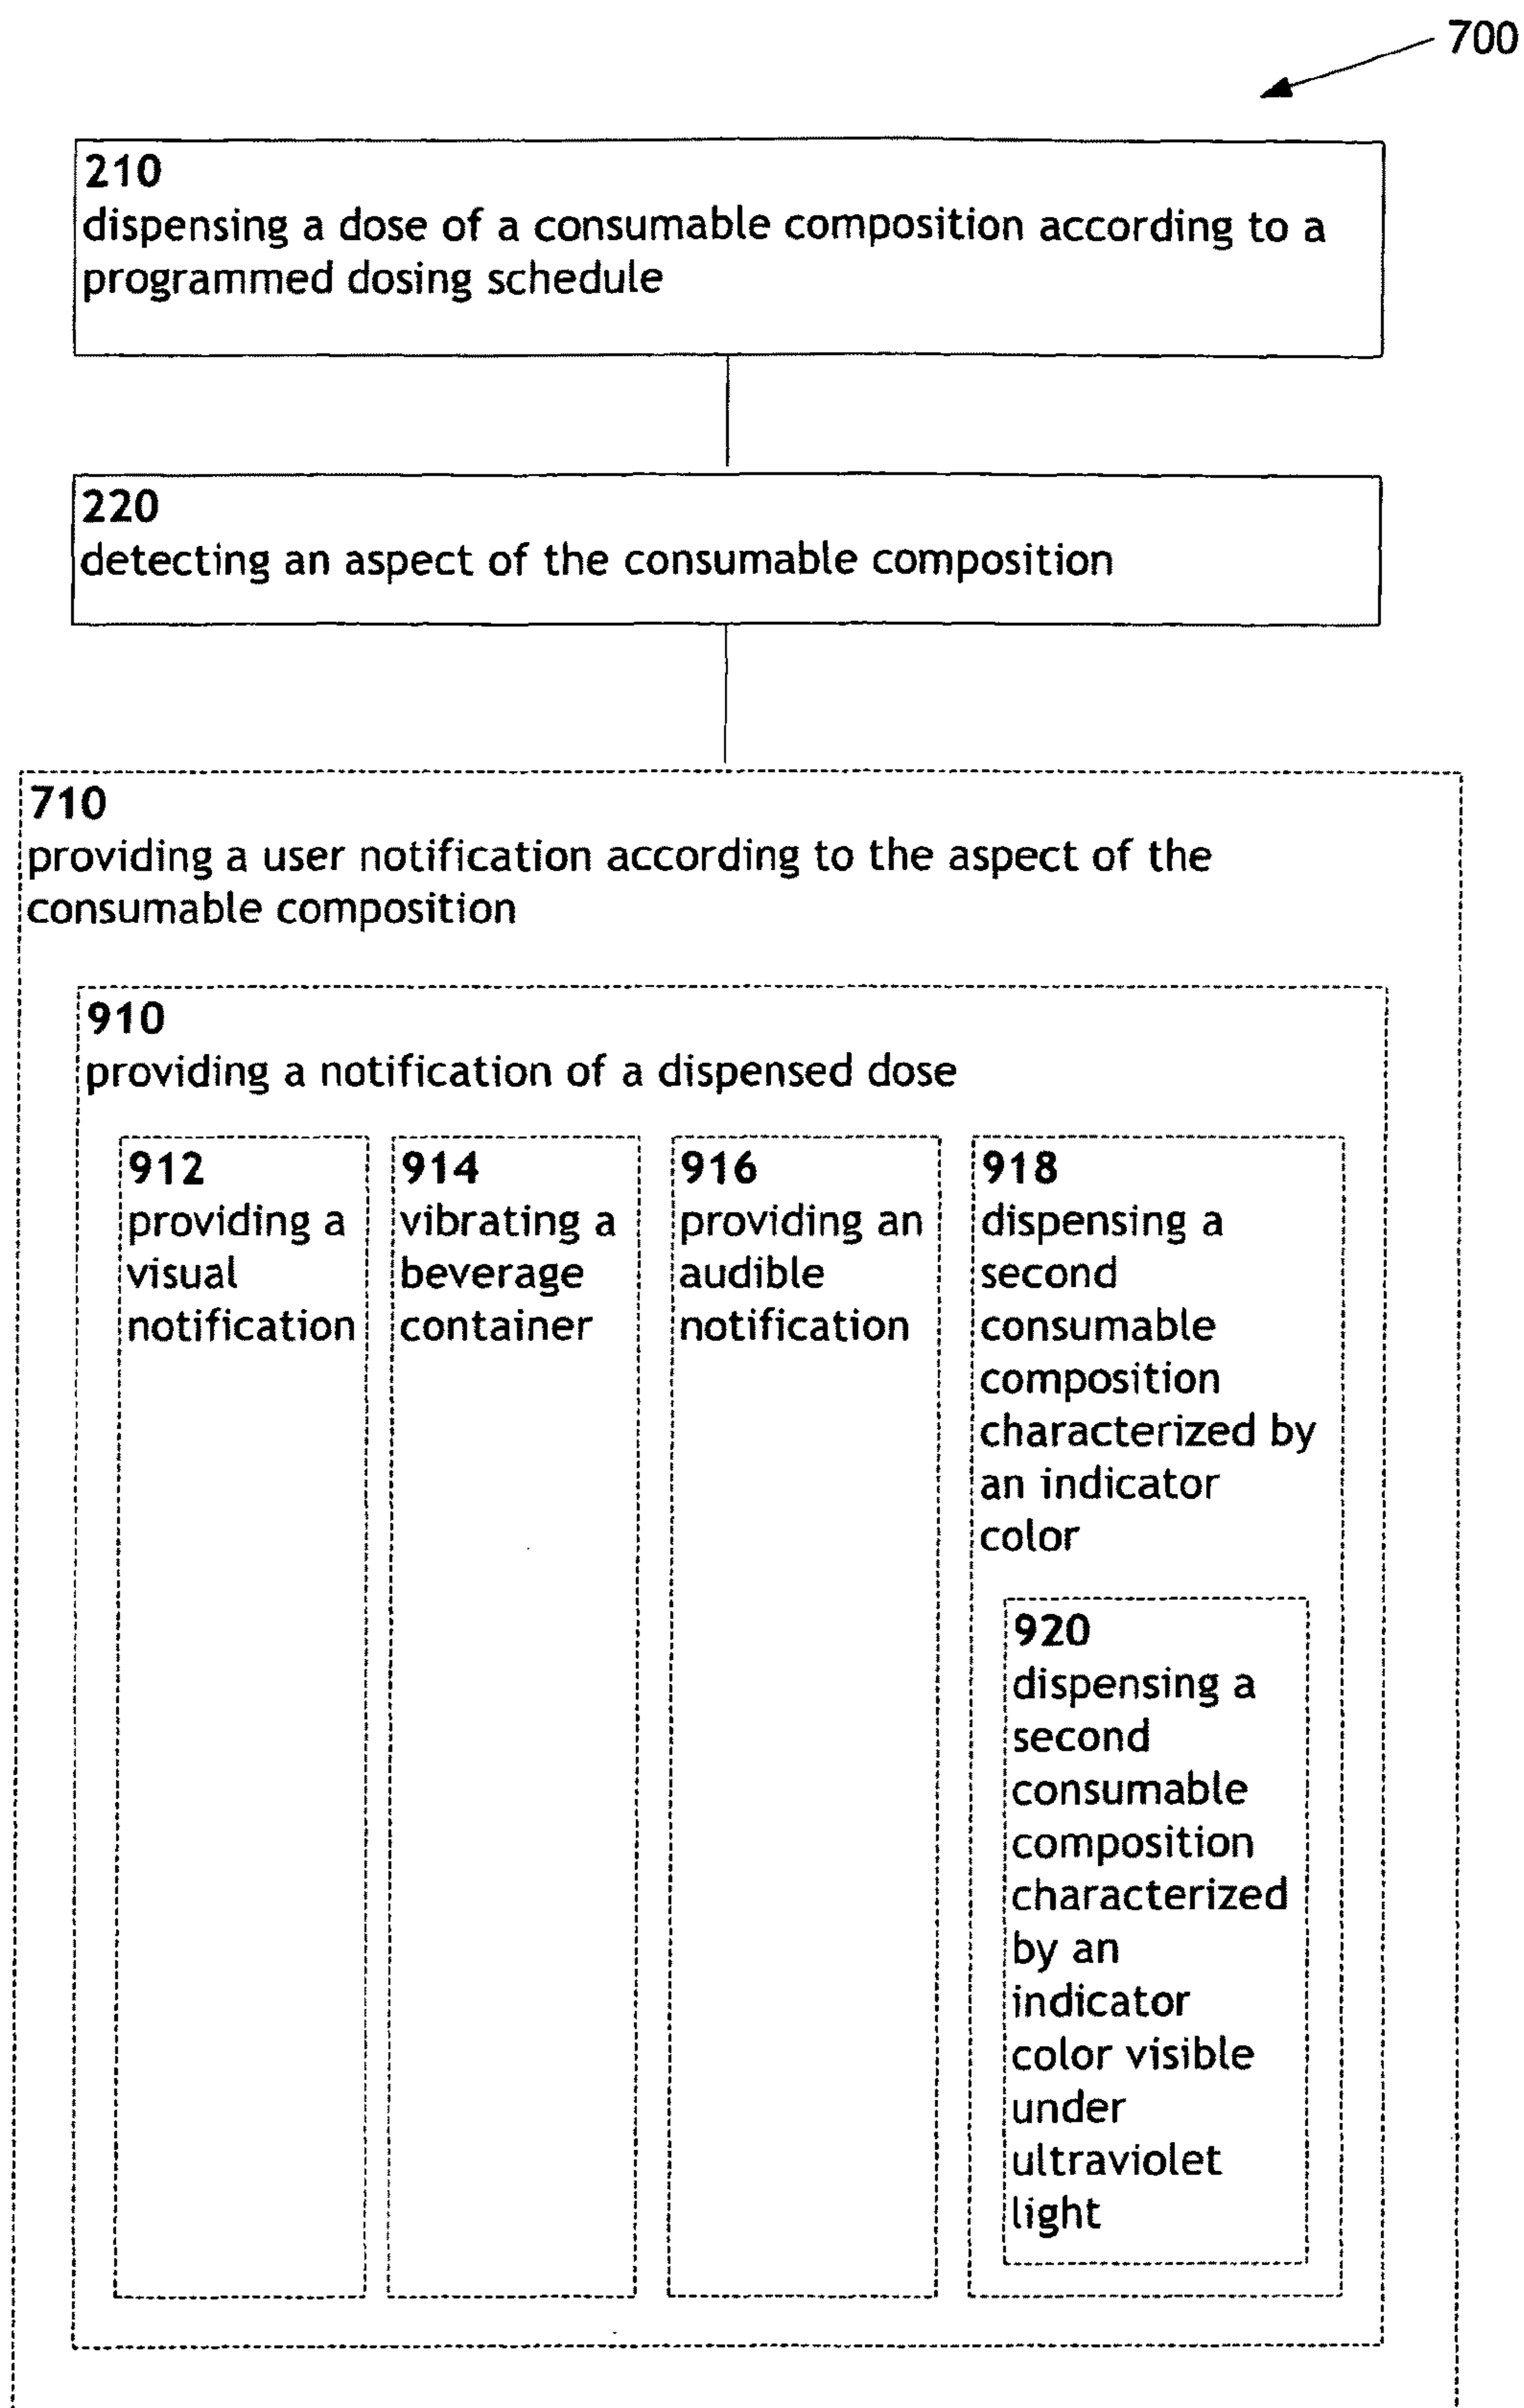 700
210
dispensing a dose of a consumable composition according to a
programmed dosing schedule
220
detecting an aspect of the consumable composition
710
providing a user notification according to the aspect of the
consumable composition
910
providing a notification of a dispensed dose
912
providing a
visual
notification
914
vibrating a
beverage
container
916
providing an
audible
notification
918
dispensing a
second
consumable
composition
characterized by
an indicator
color
920
dispensing a
second
consumable
composition
characterized
by an
indicator
color visible
under
ultraviolet
light